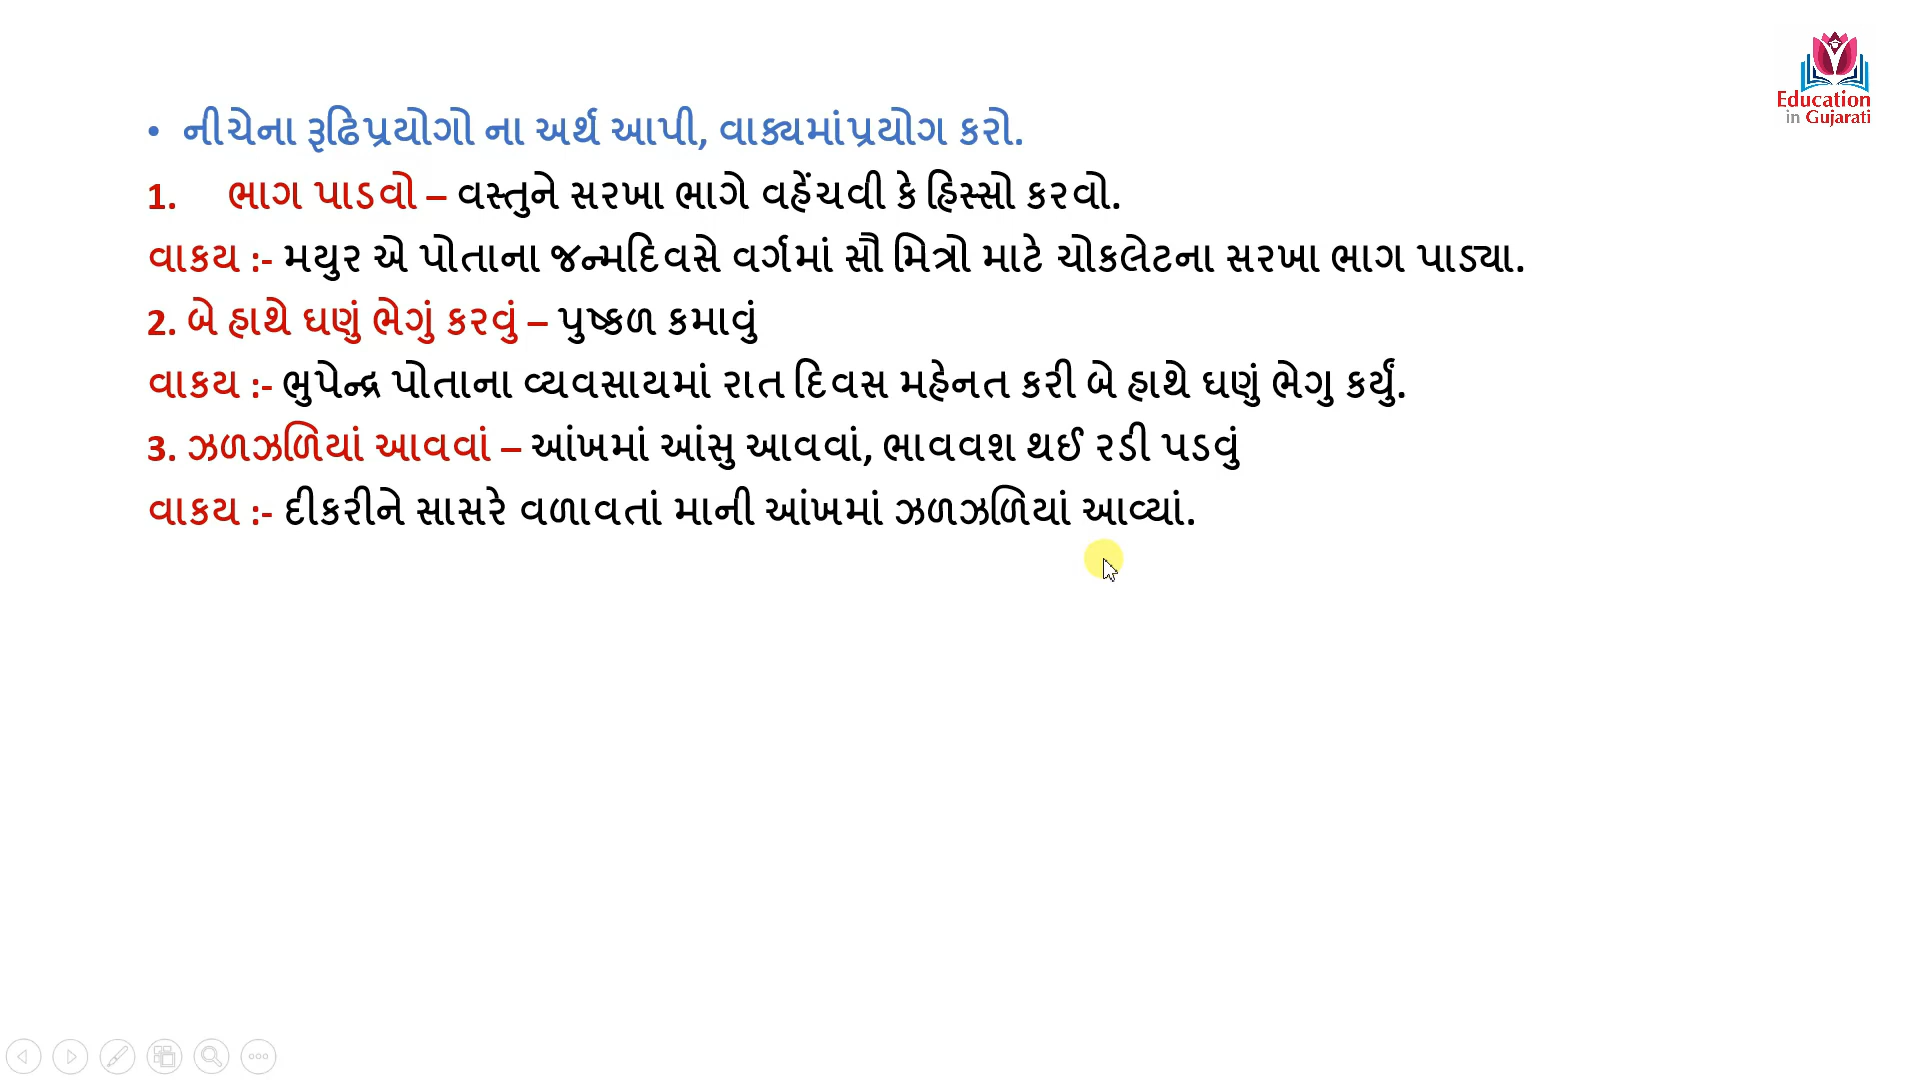 Education
in Gujarati
• નીચેના રૂઢિપ્રયોગો ના અર્થ આપી, વાક્યમાંપ્રયોગ કરો.
1. ભાગ પાડવો – વસ્તુને સરખા ભાગે વહેંચવી કે હિસ્સો કરવો.
વાકય :- મયુર એ પોતાના જન્મદિવસે વર્ગમાં સૌ મિત્રો માટે ચોકલેટના સરખા ભાગ પાડ્યા.
2. બે હાથે ઘણું ભેગું કરવું – પુષ્કળ કમાવું
વાકય :- ભુપેન્દ્ર પોતાના વ્યવસાયમાં રાત દિવસ મહેનત કરી બે હાથે ઘણું ભેગુ કર્યું.
3. ઝળઝળિયાં આવવાં – આંખમાં આંસુ આવવાં, ભાવવશ થઈ રડી પડવું
વાકય :- દીકરીને સાસરે વળાવતાં માની આંખમાં ઝળઝળિયાં આવ્યાં.